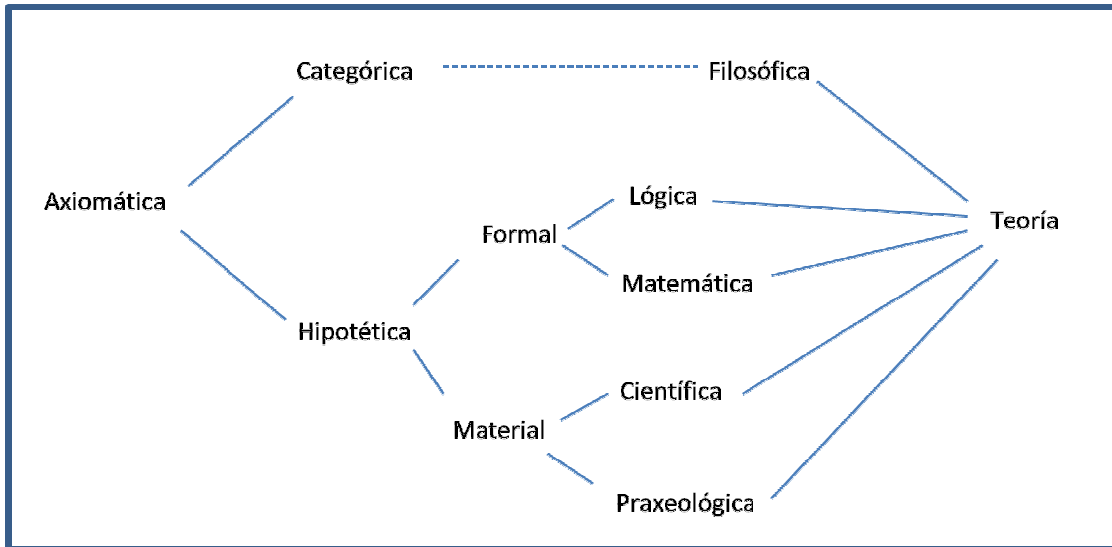 Categórica
Filosófica
Axiomática
Lógica
Formal
Teoría
Matemática
Hipotética
Científica
Material
Praxeológica